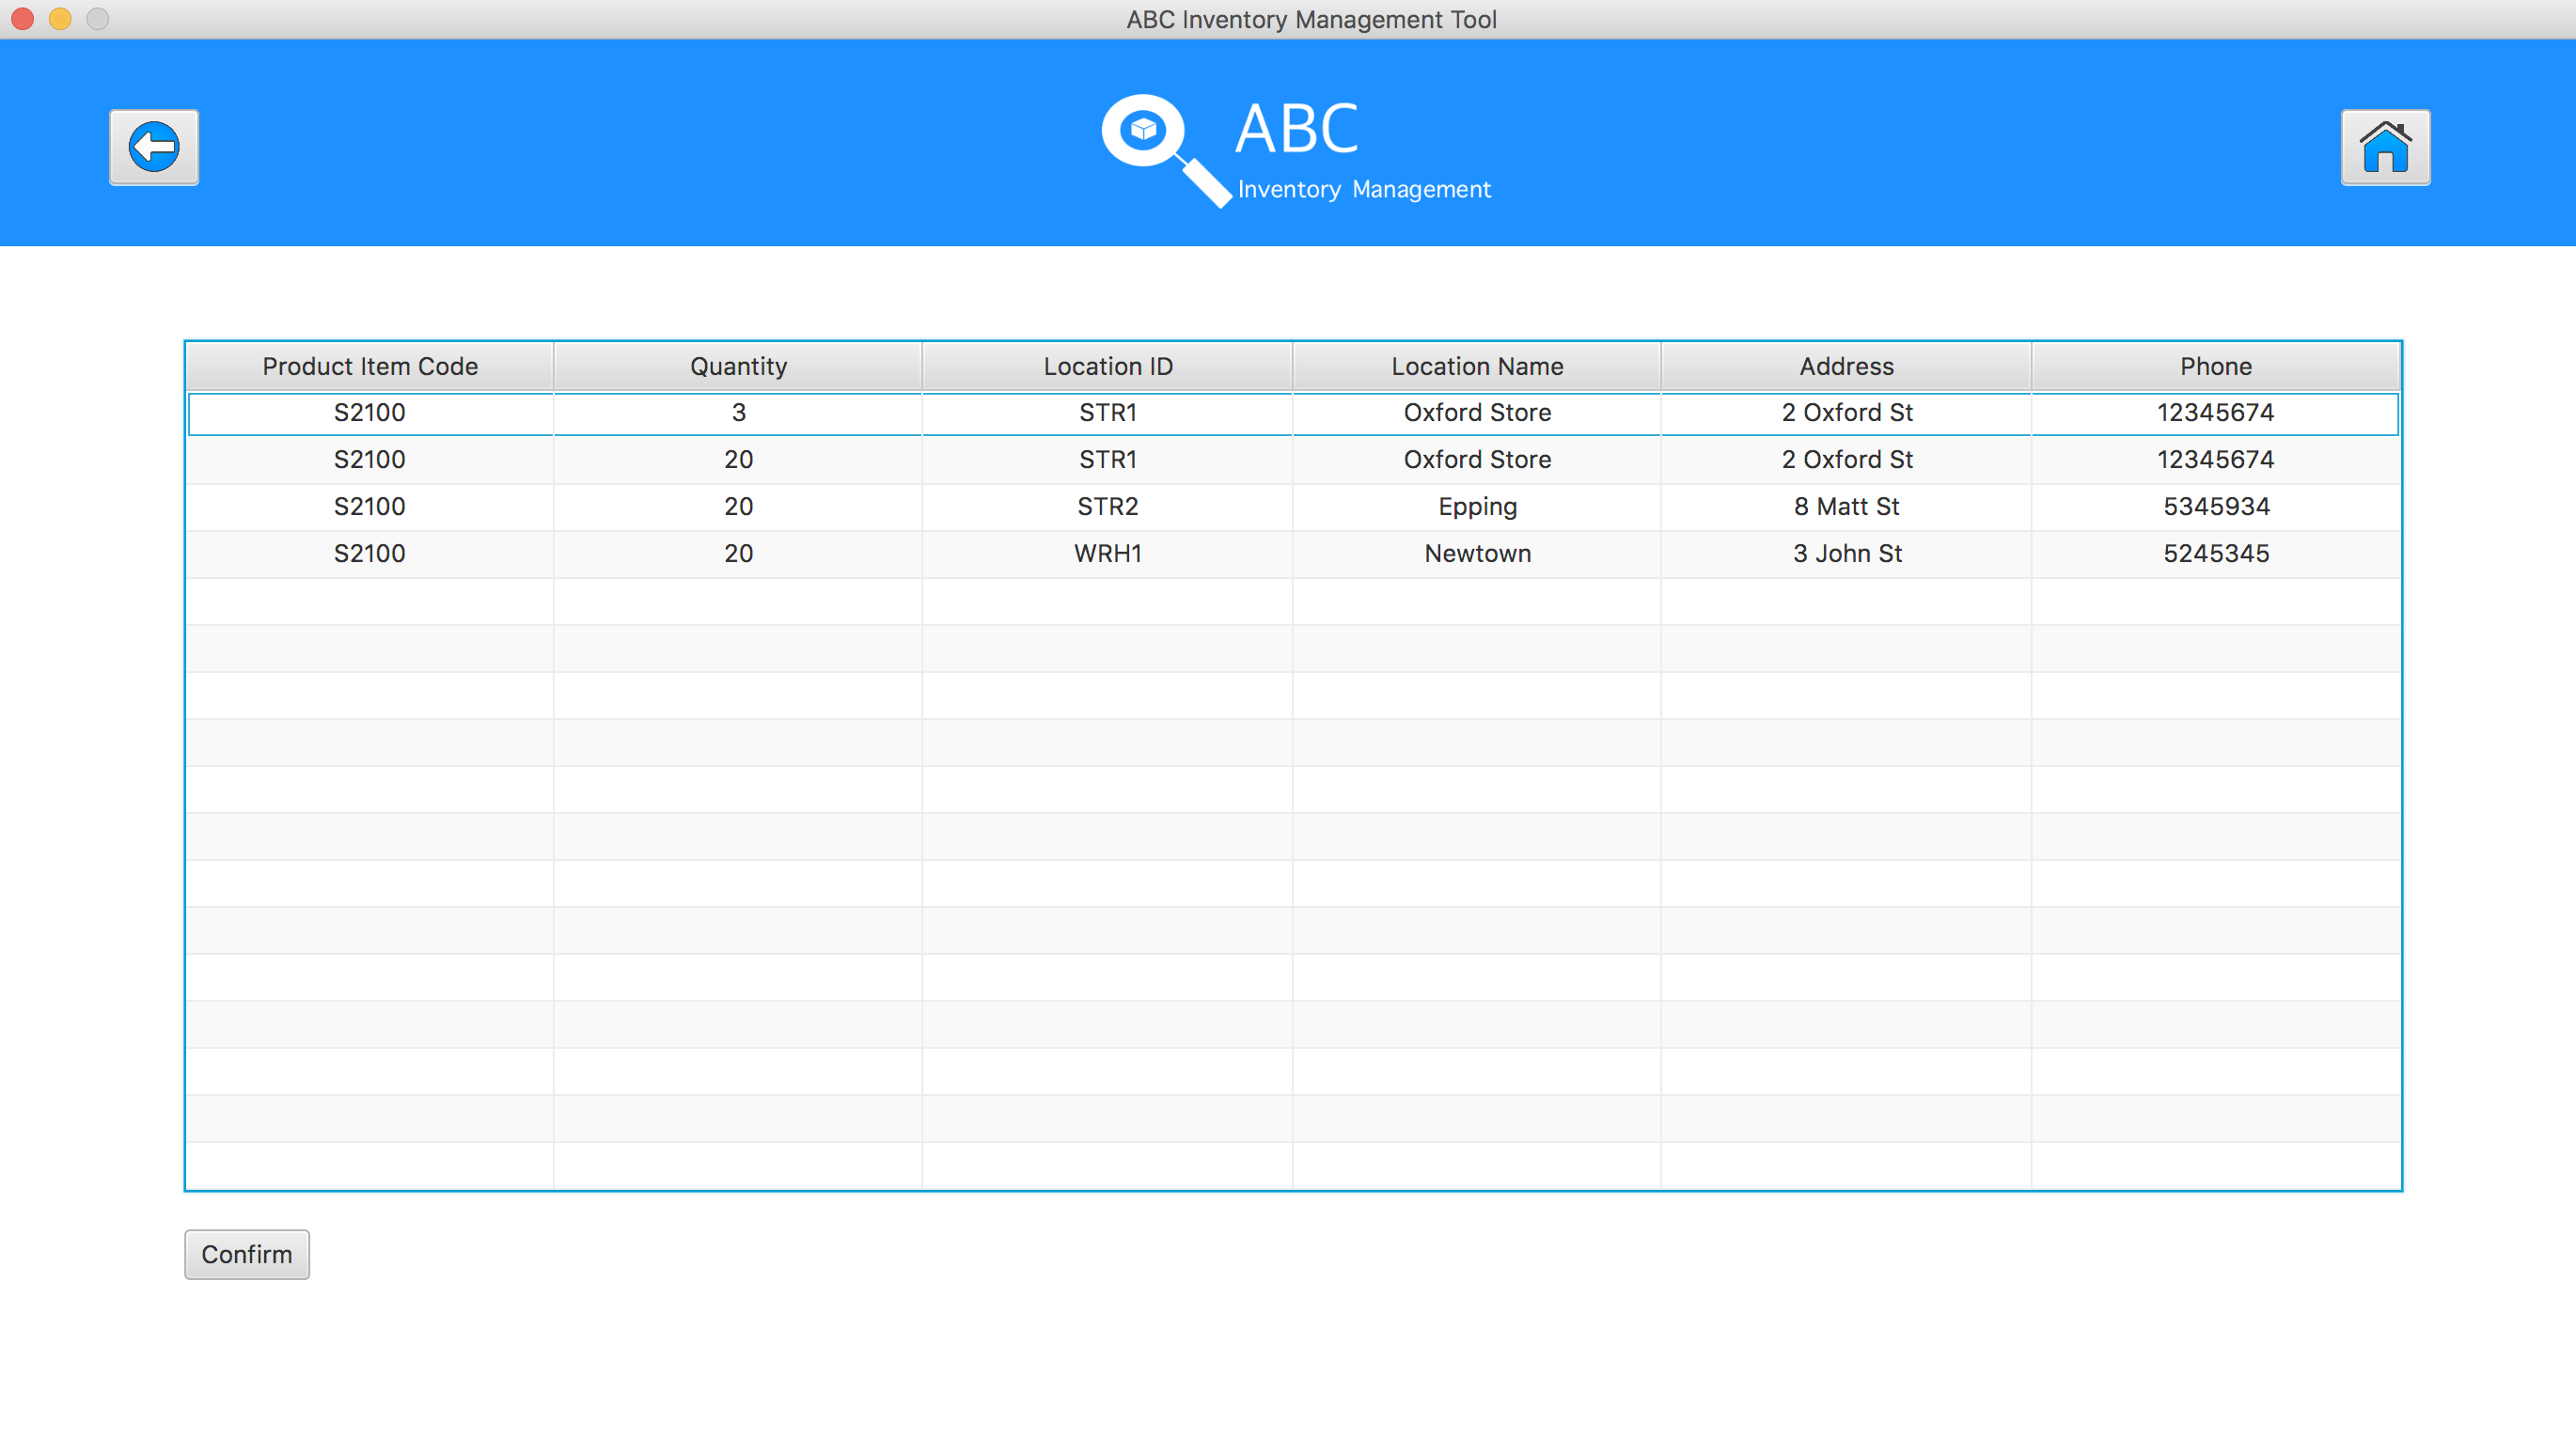 ABC Inventory Management Tool
ABC
Inventory Management
Product Item Code Quantity Location ID Location Name Address Phone
S2100 3 STR1 Oxford Store 2 Oxford St 12345674
S2100 20 STR1 Oxford Store 2 Oxford St 12345674
S2100 20 STR2 Epping 8 Matt St 5345934
S2100 20 WRH1 Newtown 3 John St 5245345
Confirm